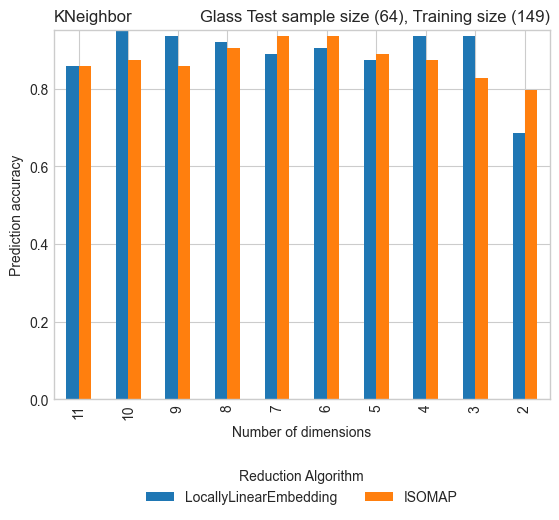 KNeighbor
Glass Test sample size (64), Training size (149)
Prediction accuracy
0.8
0.6
0.4
0.2
0.0
11 10 9 8 7 6 5 4 3 2
Number of dimensions
Reduction Algorithm
LocallyLinearEmbedding ISOMAP